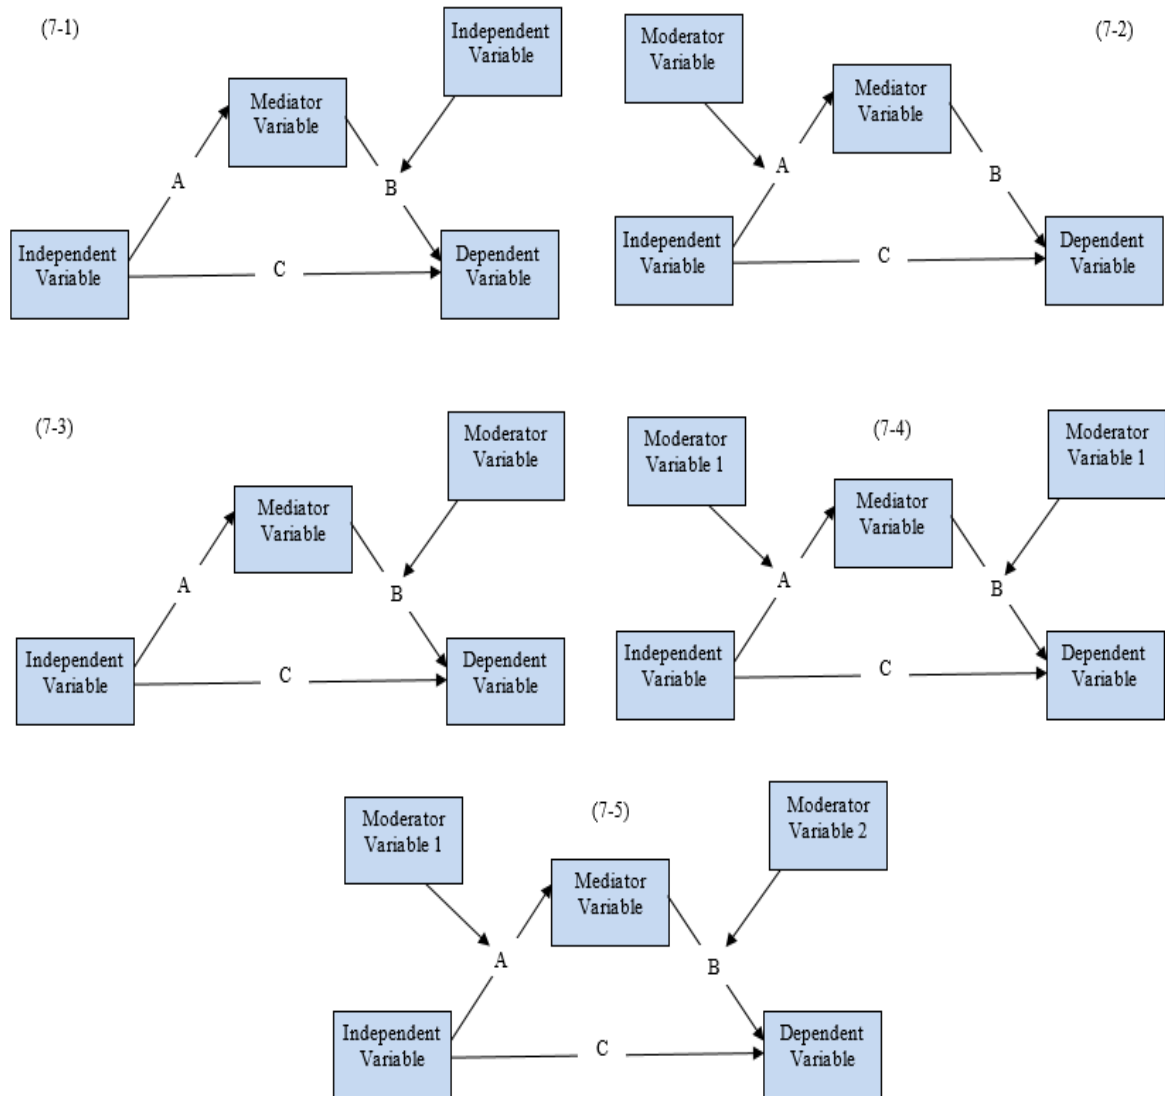 (7-1)
Independent
Variable
Mediator
Variable
A
B
Independent
Variable
C
Dependent
Variable
(7-2)
Moderator
Variable
Mediator
Variable
A
B
Independent
Variable
C
Dependent
Variable
(7-3)
Moderator
Variable
Mediator
Variable
A
B
Independent
Variable
C
Dependent
Variable
(7-4)
Moderator
Variable 1
Moderator
Variable 1
Mediator
Variable
A
B
Independent
Variable
C
Dependent
Variable
(7-5)
Moderator
Variable 1
Moderator
Variable 2
Mediator
Variable
A
B
Independent
Variable
C
Dependent
Variable